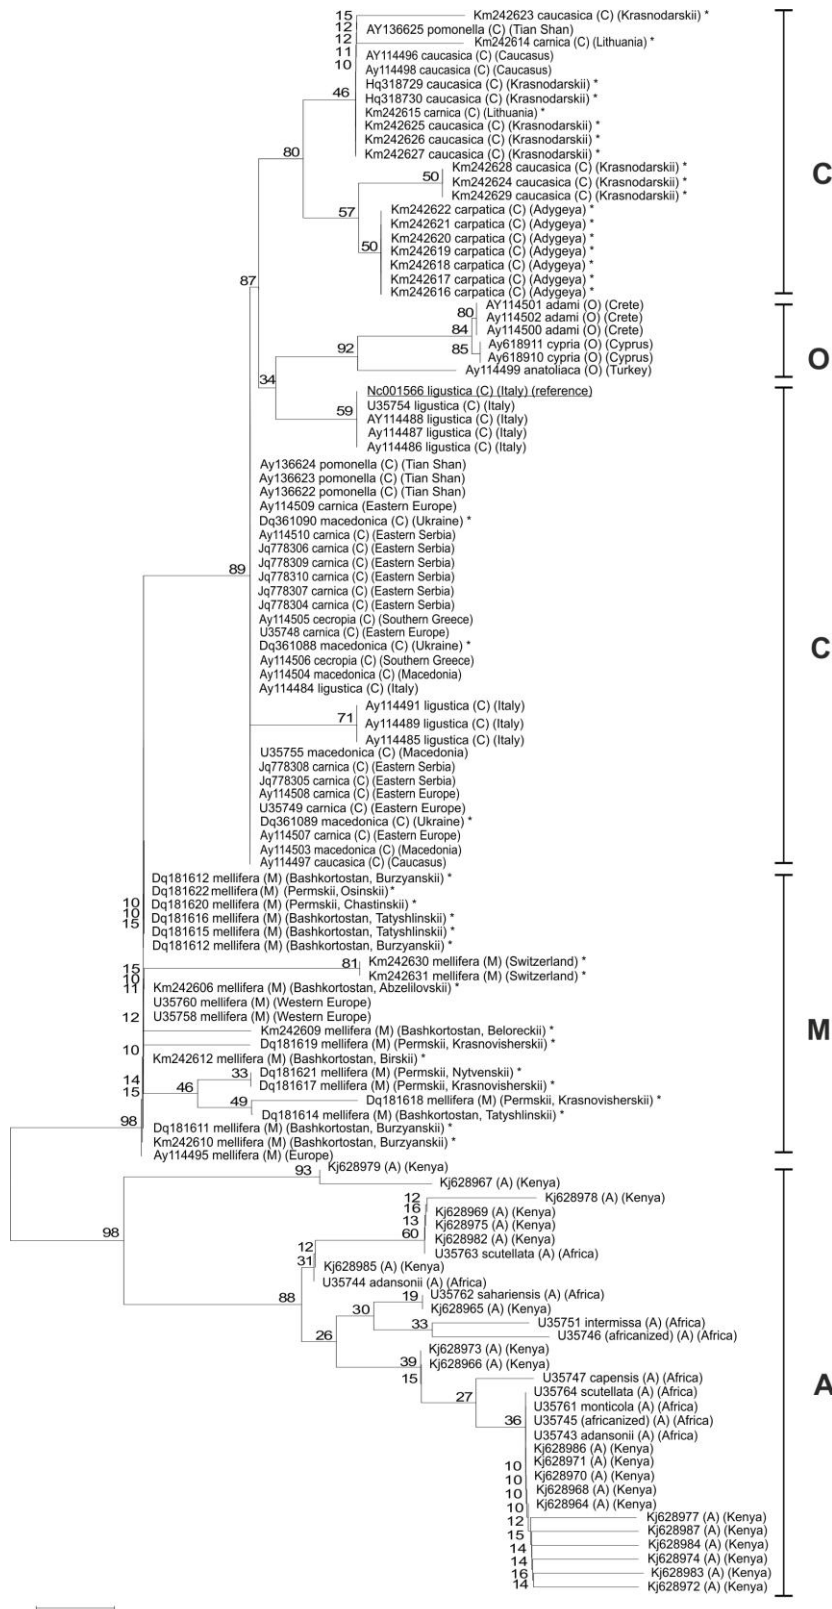 15
Km242623 caucasica (C) (Krasnodarskii) *
12
AY136625 pomonella (C) (Tian Shan)
12
Km242614 carnica (C) (Lithuania) *
11
AY114496 caucasica (C) (Caucasus)
10
Ay114498 caucasica (C) (Caucasus)
Hq318729 caucasica (C) (Krasnodarskii) *
46
Hq318730 caucasica (C) (Krasnodarskii) *
Km242615 carnica (C) (Lithuania) *
Km242625 caucasica (C) (Krasnodarskii) *
Km242626 caucasica (C) (Krasnodarskii) *
80
Km242627 caucasica (C) (Krasnodarskii) *
Km242628 caucasica (C) (Krasnodarskii) *
50
Km242624 caucasica (C) (Krasnodarskii) *
C
Km242629 caucasica (C) (Krasnodarskii) *
57
Km242622 carpatica (C) (Adygeya) *
Km242621 carpatica (C) (Adygeya) *
Km242620 carpatica (C) (Adygeya) *
50
Km242619 carpatica (C) (Adygeya) *
Km242618 carpatica (C) (Adygeya) *
87
Km242617 carpatica (C) (Adygeya) *
Km242616 carpatica (C) (Adygeya) *
AY114501 adami (O) (Crete)
80
Ay114502 adami (O) (Crete)
84
Ay114500 adami (O) (Crete)
92
Ay618911 cypria (O) (Cyprus)
85
Ay618910 cypria (O) (Cyprus)
O
Ay114499 anatoliaca (O) (Turkey)
34
Nc001566 ligustica (C) (Italy) (reference)
U35754 ligustica (C) (Italy)
59
AY114488 ligustica (C) (Italy)
Ay114487 ligustica (C) (Italy)
Ay114486 ligustica (C) (Italy)
Ay136624 pomonella (C) (Tian Shan)
Ay136623 pomonella (C) (Tian Shan)
Ay136622 pomonella (C) (Tian Shan)
Ay114509 carnica (Eastern Europe)
Dq361090 macedonica (C) (Ukraine) *
Ay114510 carnica (C) (Eastern Serbia)
Jq778306 carnica (C) (Eastern Serbia)
Jq778309 carnica (C) (Eastern Serbia)
89
Jq778310 carnica (C) (Eastern Serbia)
Jq778307 carnica (C) (Eastern Serbia)
Jq778304 carnica (C) (Eastern Serbia)
Ay114505 cecropia (C) (Southern Greece)
U35748 carnica (C) (Eastern Europe)
Dq361088 macedonica (C) (Ukraine) *
C
Ay114506 cecropia (C) (Southern Greece)
Ay114504 macedonica (C) (Macedonia)
Ay114484 ligustica (C) (Italy)
Ay114491 ligustica (C) (Italy)
71
Ay114489 ligustica (C) (Italy)
Ay114485 ligustica (C) (Italy)
U35755 macedonica (C) (Macedonia)
Jq778308 carnica (C) (Eastern Serbia)
Jq778305 carnica (C) (Eastern Serbia)
Ay114508 carnica (C) (Eastern Europe)
U35749 carnica (C) (Eastern Europe)
Dq361089 macedonica (C) (Ukraine) *
Ay114507 carnica (C) (Eastern Europe)
Ay114503 macedonica (C) (Macedonia)
Ay114497 caucasica (C) (Caucasus)
Dq181612 mellifera (M) (Bashkortostan, Burzyanskii) *
Dq181622 mellifera (M) (Permskii, Osinskii) *
10
Dq181620 mellifera (M) (Permskii, Chastinskii) *
10
Dq181616 mellifera (M) (Bashkortostan, Tatyshlinskii) *
15
Dq181615 mellifera (M) (Bashkortostan, Tatyshlinskii) *
Dq181612 mellifera (M) (Bashkortostan, Burzyanskii) *
81
Km242630 mellifera (M) (Switzerland) *
15
Km242631 mellifera (M) (Switzerland) *
10
11
Km242606 mellifera (M) (Bashkortostan, Abzelilovskii) *
U35760 mellifera (M) (Western Europe)
12
U35758 mellifera (M) (Western Europe)
Km242609 mellifera (M) (Bashkortostan, Beloreckii) *
M
10
Dq181619 mellifera (M) (Permskii, Krasnovisherskii) *
Km242612 mellifera (M) (Bashkortostan, Birskii) *
33
Dq181621 mellifera (M) (Permskii, Nytvenskii) *
14
46
Dq181617 mellifera (M) (Permskii, Krasnovisherskii) *
15
49
Dq181618 mellifera (M) (Permskii, Krasnovisherskii) *
Dq181614 mellifera (M) (Bashkortostan, Tatyshlinskii) *
98
Dq181611 mellifera (M) (Bashkortostan, Burzyanskii) *
Km242610 mellifera (M) (Bashkortostan, Burzyanskii) *
Ay114495 mellifera (M) (Europe)
93
Kj628979 (A) (Kenya)
Kj628967 (A) (Kenya)
12
Kj628978 (A) (Kenya)
16
Kj628969 (A) (Kenya)
13
Kj628975 (A) (Kenya)
98
60
Kj628982 (A) (Kenya)
12
U35763 scutellata (A) (Africa)
31
Kj628985 (A) (Kenya)
U35744 adansonii (A) (Africa)
88
19
U35762 sahariensis (A) (Africa)
30
Kj628965 (A) (Kenya)
33
U35751 intermissa (A) (Africa)
26
U35746 (africanized) (A) (Africa)
Kj628973 (A) (Kenya)
39
Kj628966 (A) (Kenya)
15
U35747 capensis (A) (Africa)
A
27
U35764 scutellata (A) (Africa)
U35761 monticola (A) (Africa)
36
U35745 (africanized) (A) (Africa)
U35743 adansonii (A) (Africa)
Kj628986 (A) (Kenya)
10
Kj628971 (A) (Kenya)
10
Kj628970 (A) (Kenya)
10
Kj628968 (A) (Kenya)
10
Kj628964 (A) (Kenya)
12
Kj628977 (A) (Kenya)
15
Kj628987 (A) (Kenya)
14
Kj628984 (A) (Kenya)
14
Kj628974 (A) (Kenya)
16
Kj628983 (A) (Kenya)
14
Kj628972 (A) (Kenya)